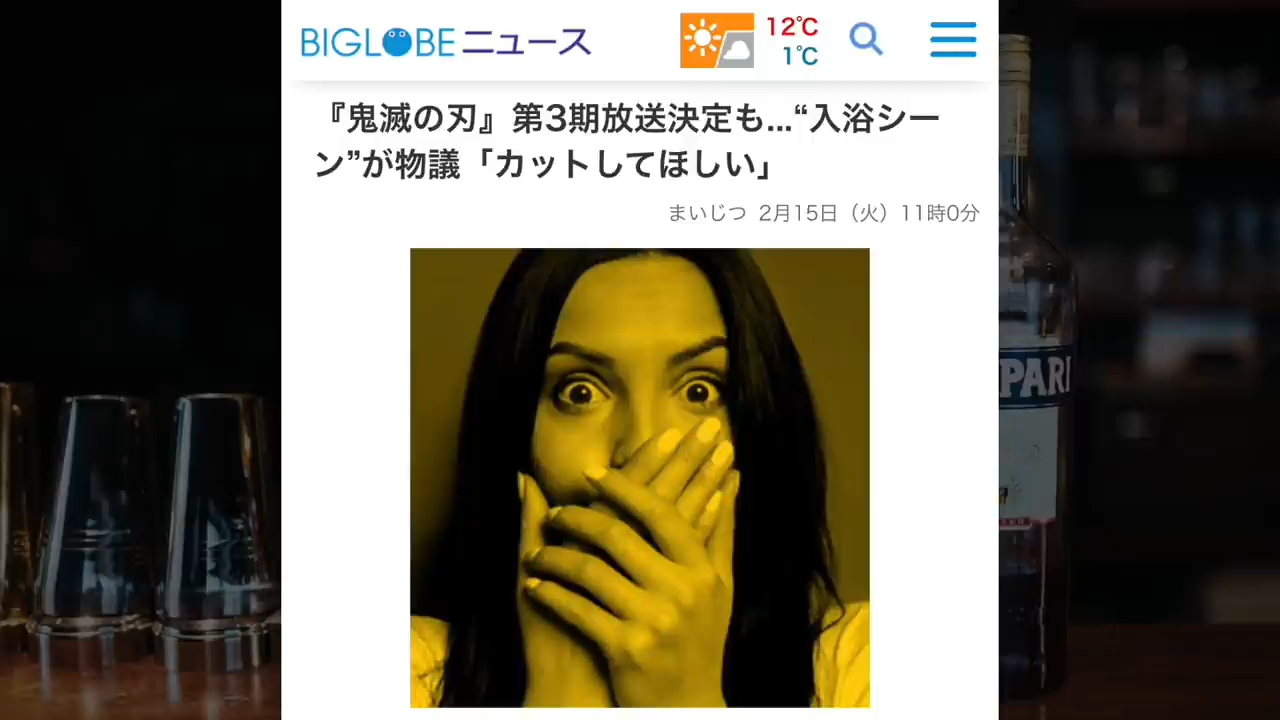 BIGLOBEニュース
12℃
1℃
『鬼滅の刃』第3期放送決定も...“入浴シー
ン”が物議「カットしてほしい」
まいじつ 2月15日（火）11時0分
PARI